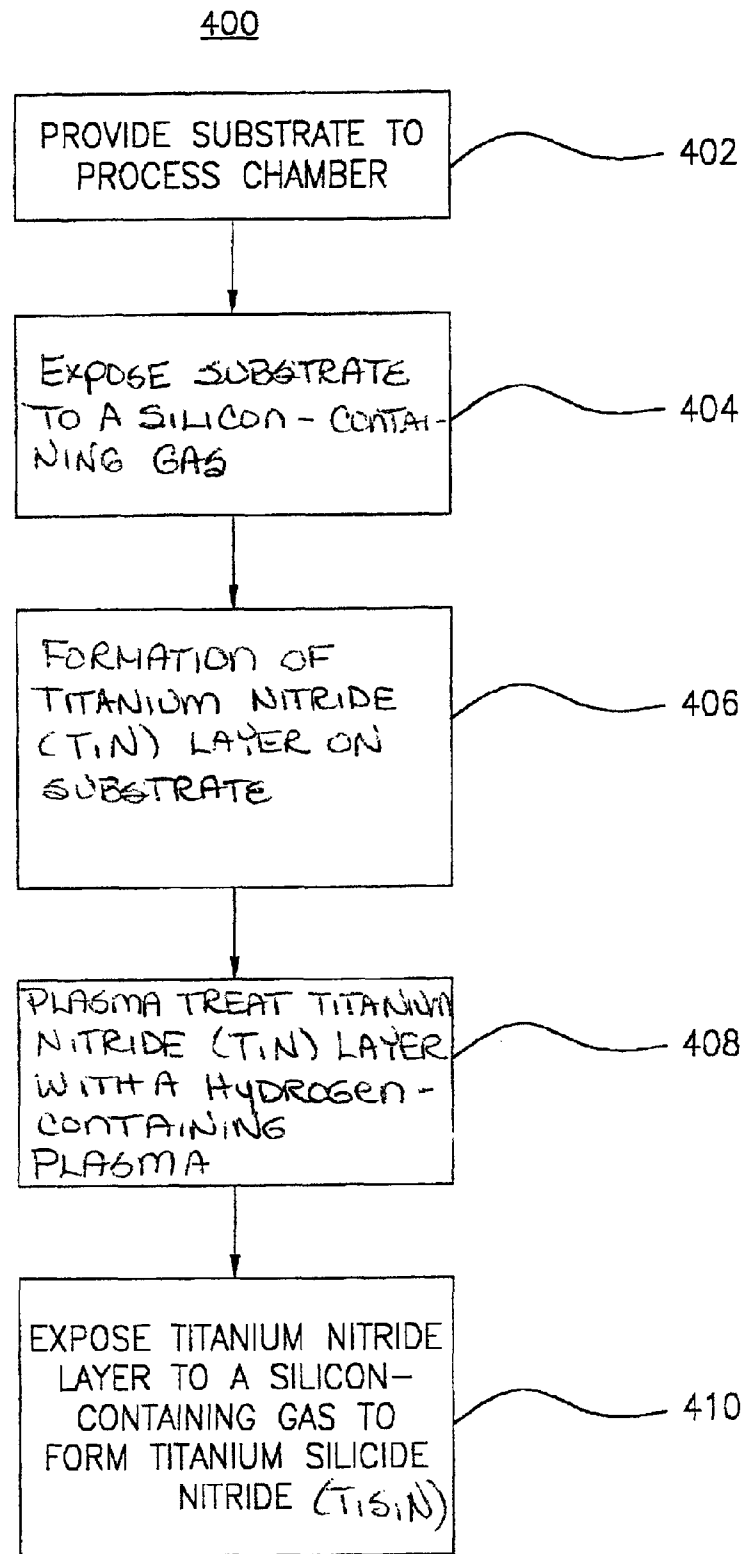 400
PROVIDE SUBSTRATE TO
PROCESS CHAMBER
402
EXPOSE SUBSTRATE
TO A SILICON-CONTAI-
NING GAS
404
FORMATION OF
TITANIUM NITRIDE
(TiN) LAYER ON
SUBSTRATE
406
PLASMA TREAT TITANIUM
NITRIDE (TiN) LAYER
WITH A HYDROGEN-
CONTAINING
PLASMA
408
EXPOSE TITANIUM NITRIDE
LAYER TO A SILICON-
CONTAINING GAS TO
FORM TITANIUM SILICIDE
NITRIDE (TiSiN)
410